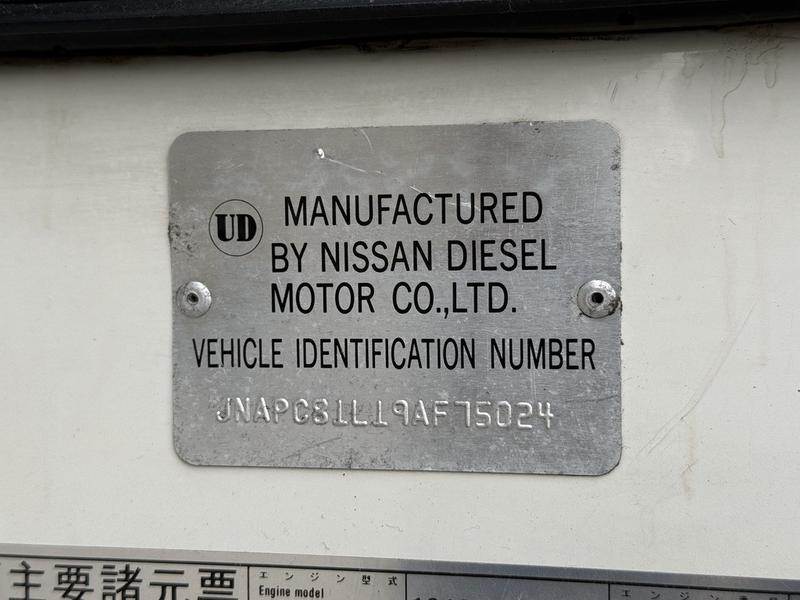 UD
MANUFACTURED
BY NISSAN DIESEL
MOTOR CO.,LTD.
VEHICLE IDENTIFICATION NUMBER
JNAPC81L19AF75024
主要諸元票
エンジン型式
Engine model